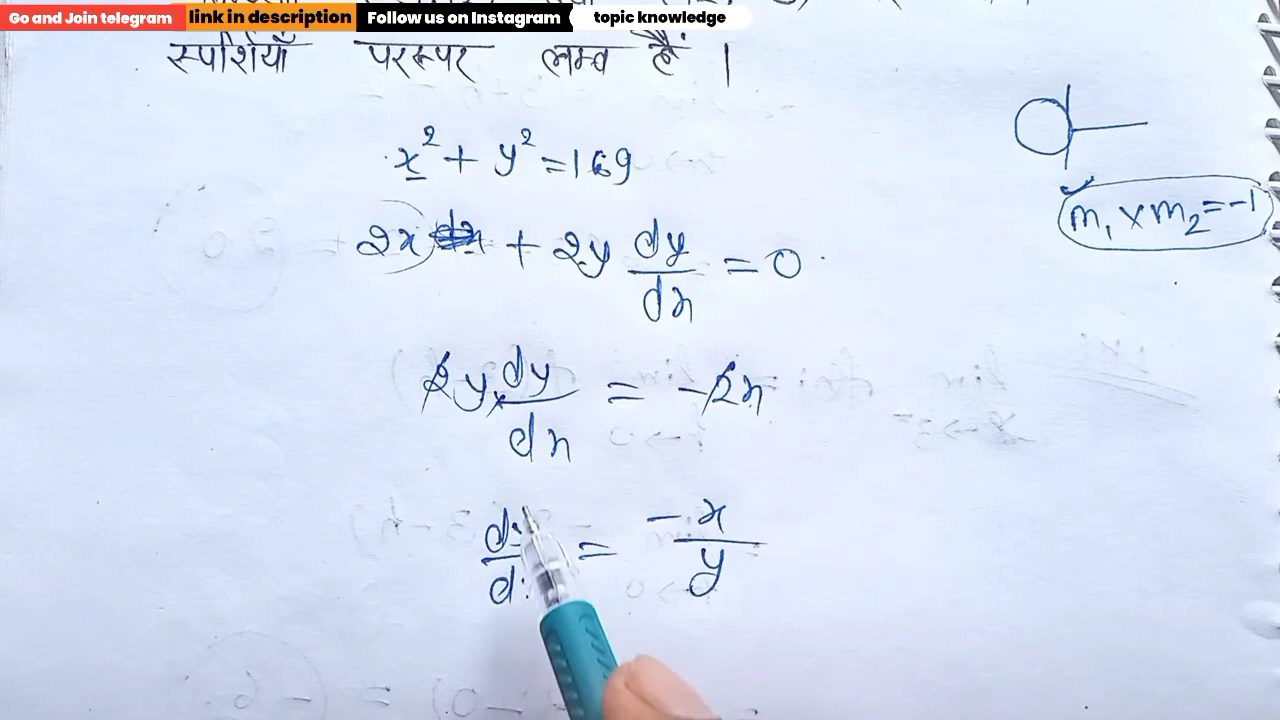 Go and Join telegram link in description Follow us on Instagram topic knowledge
स्पर्शियाँ परस्पर लम्ब हैं ।
x² + y² = 169
m₁ × m₂ = -1
2x + 2y dy/dx = 0
2y × dy/dx = -2x
dy/d = -x/y